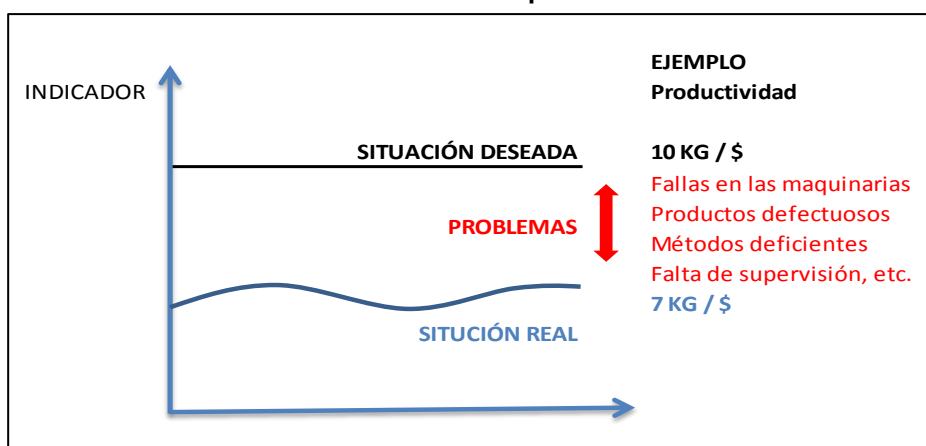 EJEMPLO
INDICADOR
Productividad
SITUACIÓN DESEADA
10 KG / $
Fallas en las maquinarias
PROBLEMAS
Productos defectuosos
Métodos deficientes
Falta de supervisión, etc.
7 KG / $
SITUCIÓN REAL